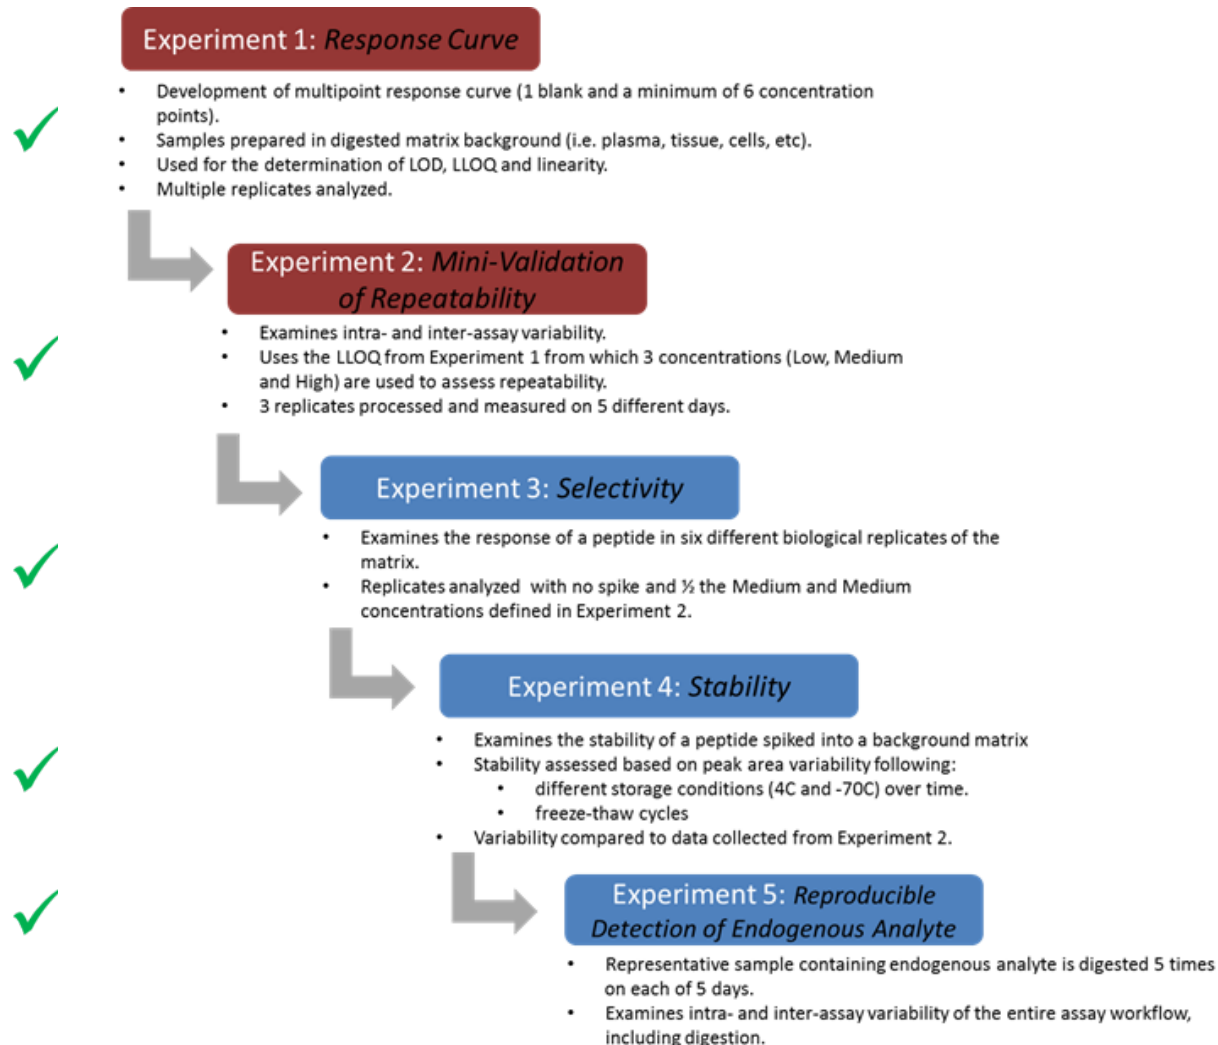 Experiment 1: Response Curve
• Development of multipoint response curve (1 blank and a minimum of 6 concentration
points).
• Samples prepared in digested matrix background (i.e. plasma, tissue, cells, etc).
• Used for the determination of LOD, LLOQ and linearity.
• Multiple replicates analyzed.
Experiment 2: Mini-Validation
of Repeatability
• Examines intra- and inter-assay variability.
• Uses the LLOQ from Experiment 1 from which 3 concentrations (Low, Medium
and High) are used to assess repeatability.
• 3 replicates processed and measured on 5 different days.
Experiment 3: Selectivity
• Examines the response of a peptide in six different biological replicates of the
matrix.
• Replicates analyzed with no spike and ½ the Medium and Medium
concentrations defined in Experiment 2.
Experiment 4: Stability
• Examines the stability of a peptide spiked into a background matrix
• Stability assessed based on peak area variability following:
• different storage conditions (4C and -70C) over time.
• freeze-thaw cycles
• Variability compared to data collected from Experiment 2.
Experiment 5: Reproducible
Detection of Endogenous Analyte
• Representative sample containing endogenous analyte is digested 5 times
on each of 5 days.
• Examines intra- and inter-assay variability of the entire assay workflow,
including digestion.